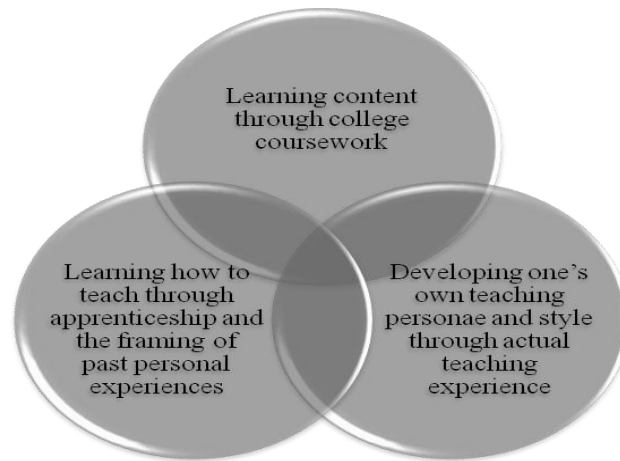 Learning content
through college
coursework
Learning how to
teach through
apprenticeship and
the framing of
past personal
experiences
Developing one’s
own teaching
personae and style
through actual
teaching
experience